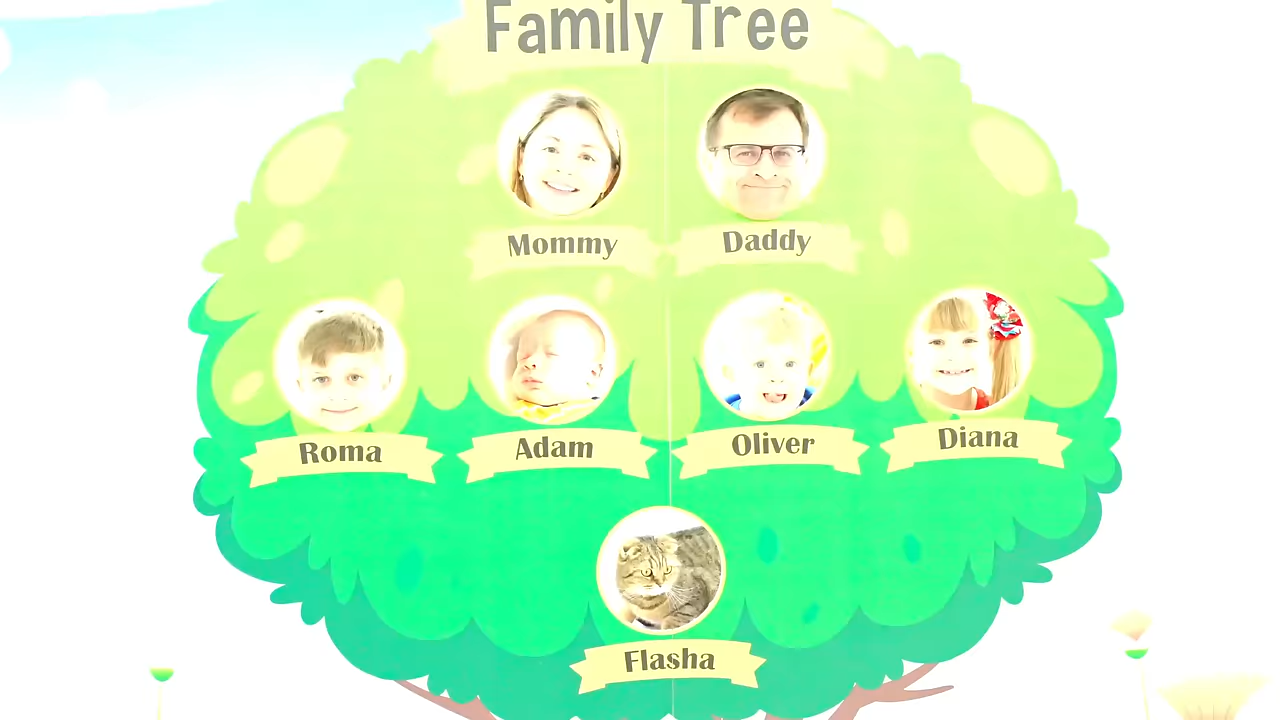 Family Tree
Mommy
Daddy
Roma
Adam
Oliver
Diana
Flasha